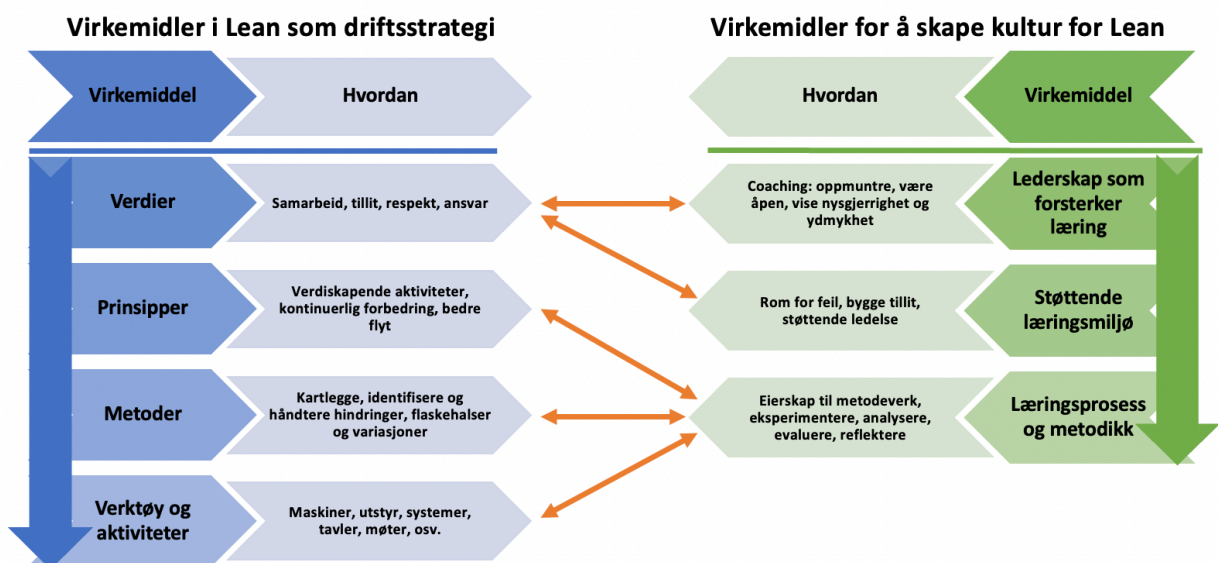 Virkemidler i Lean som driftsstrategi
Virkemidler for å skape kultur for Lean
Virkemiddel
Hvordan
Hvordan
Virkemiddel
Verdier
Samarbeid, tillit, respekt, ansvar
Coaching: oppmuntre, være
åpen, vise nysgjerrighet og
ydmykhet
Lederskap som
forsterker
læring
Prinsipper
Verdiskapende aktiviteter,
kontinuerlig forbedring, bedre
flyt
Rom for feil, bygge tillit,
støttende ledelse
Støttende
læringsmiljø
Metoder
Kartlegge, identifisere og
håndtere hindringer, flaskehalser
og variasjoner
Eierskap til metodeverk,
eksperimentere, analysere,
evaluere, reflektere
Læringsprosess
og metodikk
Verktøy og
aktiviteter
Maskiner, utstyr, systemer,
tavler, møter, osv.